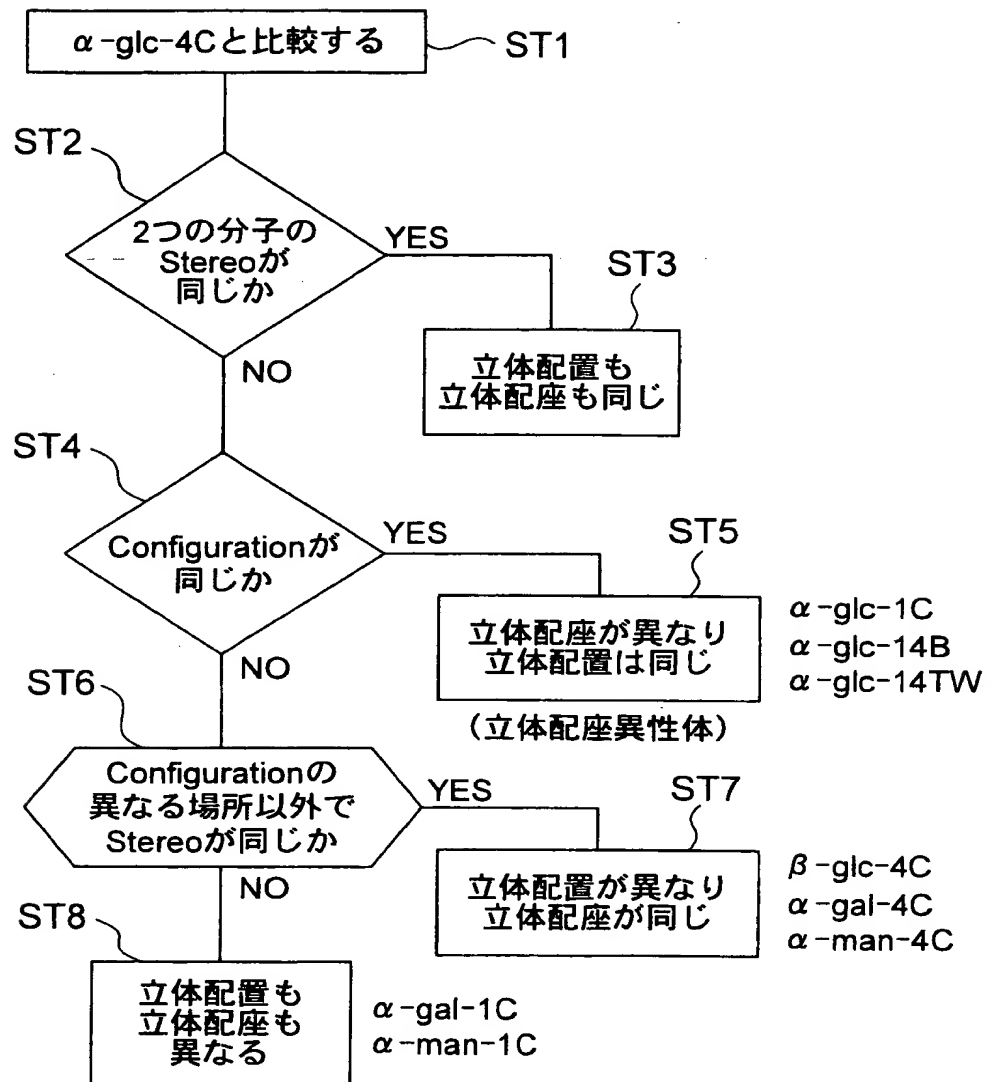 α-glc-4Cと比較する
ST1
ST2
2つの分子の
Stereoが
同じか
YES
ST3
立体配置も
立体配座も同じ
NO
ST4
Configurationが
同じか
YES
ST5
立体配座が異なり
立体配置は同じ
α-glc-1C
α-glc-14B
α-glc-14TW
(立体配座異性体)
NO
ST6
Configurationの
異なる場所以外で
Stereoが同じか
YES
ST7
立体配置が異なり
立体配座が同じ
β-glc-4C
α-gal-4C
α-man-4C
NO
ST8
立体配置も
立体配座も
異なる
α-gal-1C
α-man-1C